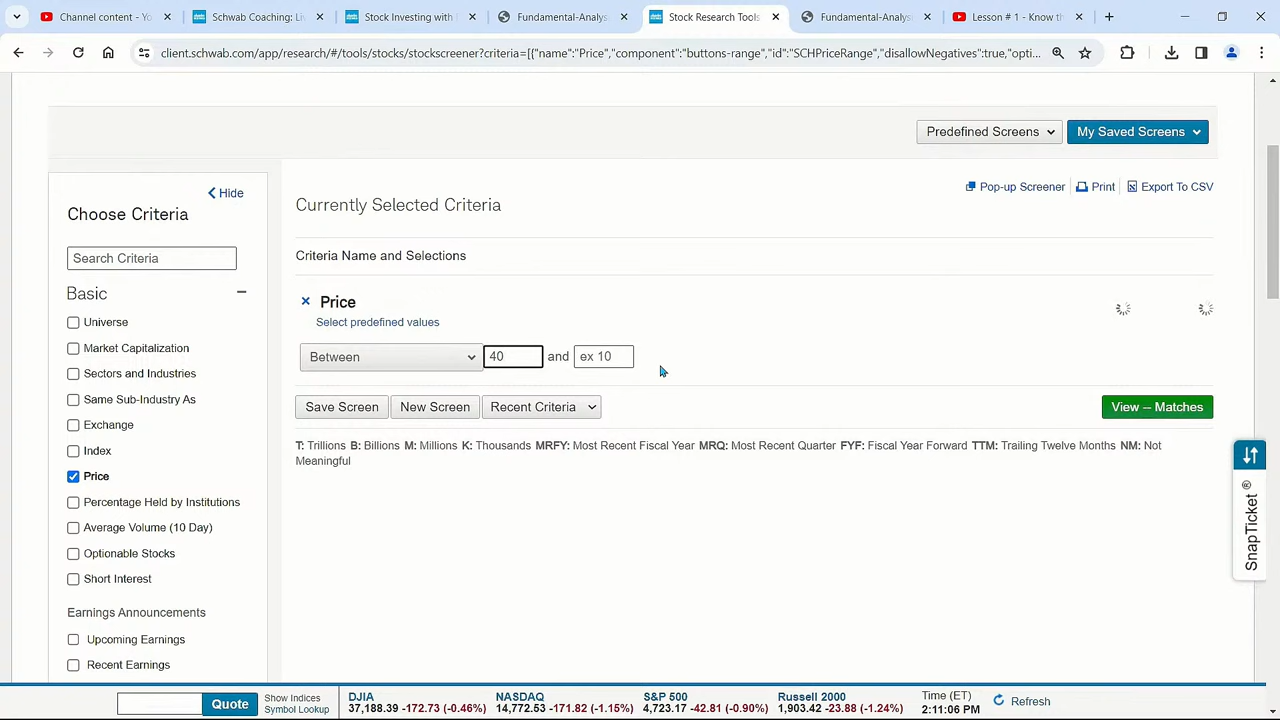 Channel content - Yo
Schwab Coaching: Li
Stock Investing with F
Fundamental-Analys
Stock Research Tools
Fundamental-Analys
Lesson # 1 - Know th
client.schwab.com/app/research/#/tools/stocks/stockscreener?criteria=[{"name":"Price","component":"buttons-range","id":"SCHPriceRange","disallowNegatives":true,"opti...
Predefined Screens
My Saved Screens
Hide
Pop-up Screener
Print
Export To CSV
Choose Criteria
Currently Selected Criteria
Search Criteria
Criteria Name and Selections
Basic
Price
Select predefined values
Between 40 and ex 10
Universe
Market Capitalization
Sectors and Industries
Same Sub-Industry As
Exchange
Index
Price
Percentage Held by Institutions
Average Volume (10 Day)
Optionable Stocks
Short Interest
Earnings Announcements
Upcoming Earnings
Recent Earnings
Save Screen
New Screen
Recent Criteria
View -- Matches
T: Trillions B: Billions M: Millions K: Thousands MRFY: Most Recent Fiscal Year MRQ: Most Recent Quarter FYF: Fiscal Year Forward TTM: Trailing Twelve Months NM: Not
Meaningful
SnapTicket ®
Quote
Show Indices
Symbol Lookup
DJIA
37,188.39 -172.73 (-0.46%)
NASDAQ
14,772.53 -171.82 (-1.15%)
S&P 500
4,723.17 -42.81 (-0.90%)
Russell 2000
1,903.42 -23.88 (-1.24%)
Time (ET)
2:11:06 PM
Refresh